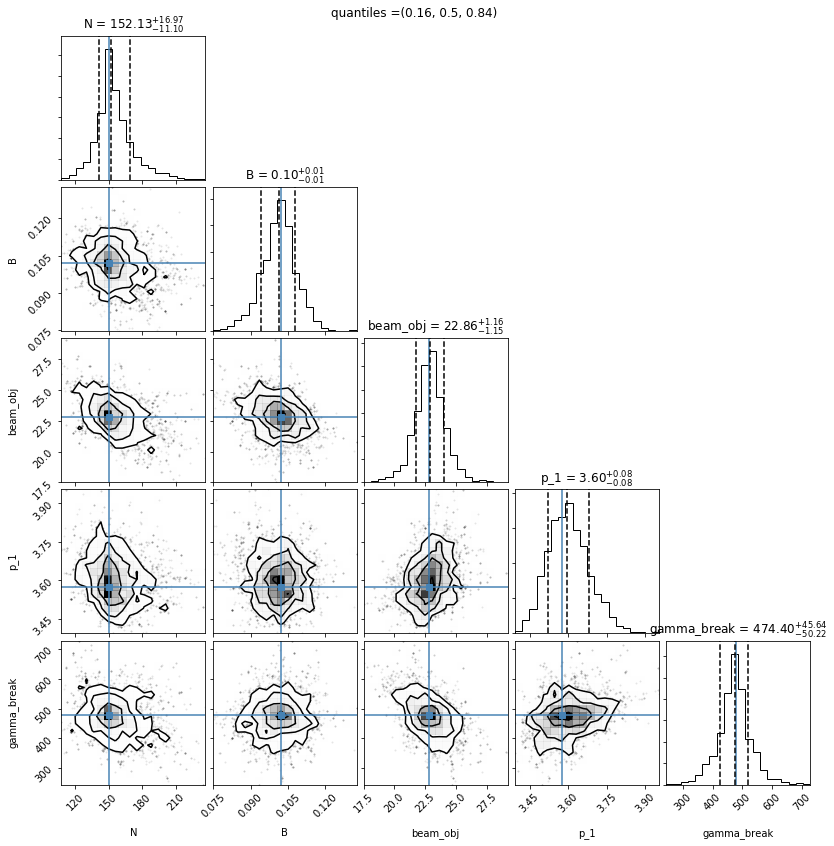 quantiles =(0.16, 0.5, 0.84)
N = 152.13+16.97−11.10
B = 0.10+0.01−0.01
0.120
0.105
0.090
0.075
B
beam_obj = 22.86+1.16−1.15
27.5
25.0
22.5
20.0
17.5
beam_obj
p_1 = 3.60+0.08−0.08
3.90
3.75
3.60
3.45
p_1
gamma_break = 474.40+45.64−50.22
700
600
500
400
300
gamma_break
120 150 180 210
0.075 0.090 0.105 0.120
17.5 20.0 22.5 25.0 27.5
3.45 3.60 3.75 3.90
300 400 500 600 700
N B beam_obj p_1 gamma_break